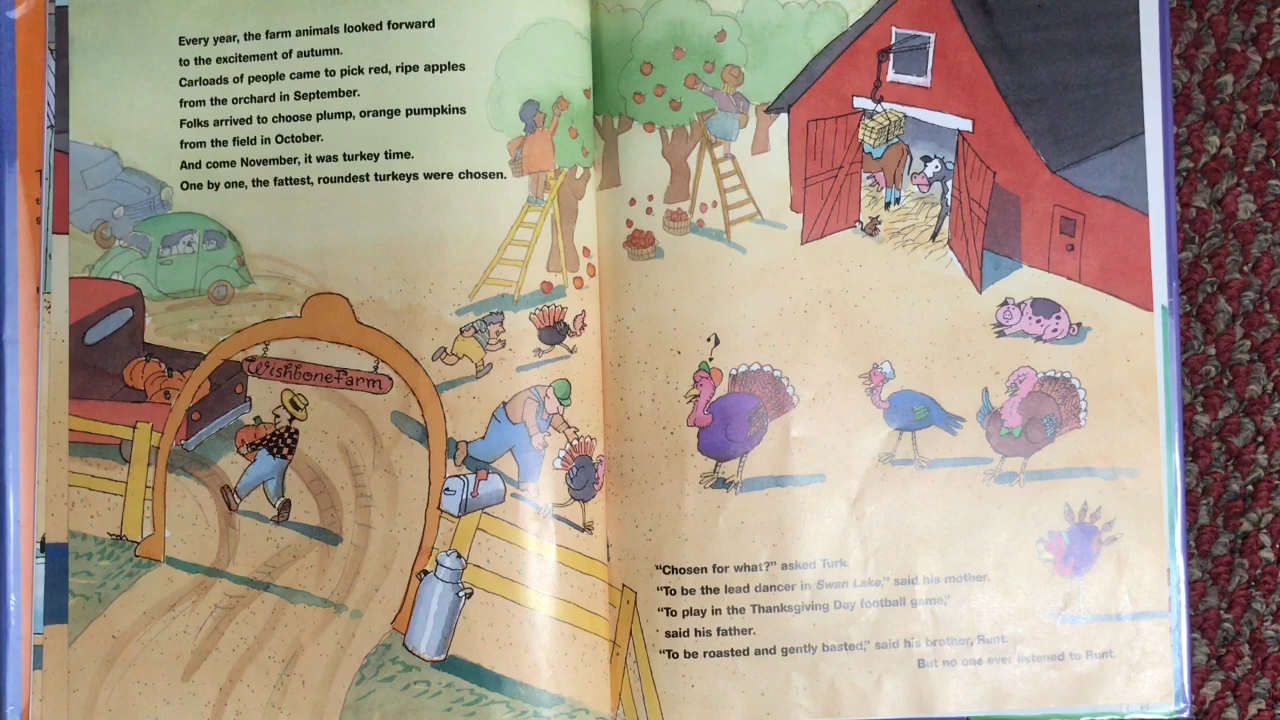 Every year, the farm animals looked forward
to the excitement of autumn.
Carloads of people came to pick red, ripe apples
from the orchard in September.
Folks arrived to choose plump, orange pumpkins
from the field in October.
And come November, it was turkey time.
One by one, the fattest, roundest turkeys were chosen.
Wishbone Farm
“Chosen for what?” asked Turk.
“To be the lead dancer in Swan Lake,” said his mother.
“To play in the Thanksgiving Day football game,”
said his father.
“To be roasted and gently basted,” said his brother, Runt.
But no one ever listened to Runt.